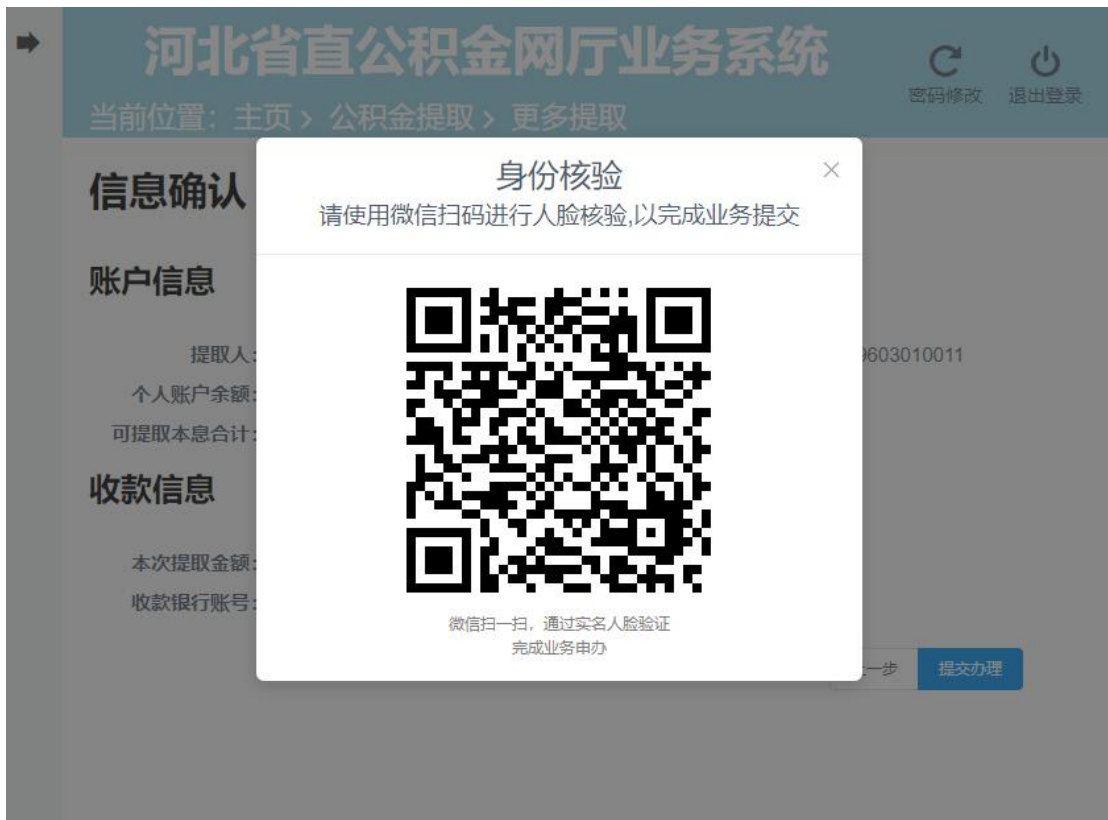 河北省直公积金网厅业务系统
密码修改 退出登录
当前位置：主页 > 公积金提取 > 更多提取
身份核验 ×
请使用微信扫码进行人脸核验,以完成业务提交
信息确认
账户信息
提取人: 9603010011
个人账户余额:
可提取本息合计:
收款信息
本次提取金额:
收款银行账号:
微信扫一扫，通过实名人脸验证
完成业务申办
一步 提交办理